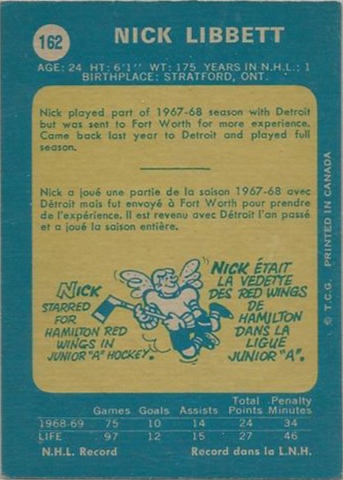 162 NICK LIBBETT
AGE: 24 HT: 6'1" WT: 175 YEARS IN N.H.L.: 1
BIRTHPLACE: STRATFORD, ONT.
Nick played part of 1967-68 season with Detroit
but was sent to Fort Worth for more experience.
Came back last year to Detroit and played full
season.
Nick a joué une partie de la saison 1967-68 avec
Détroit mais fut envoyé à Fort Worth pour prendre
de l'expérience. Il est revenu avec Détroit l'an passé
et a joué la saison entière.
NICK
STARRED
FOR
HAMILTON RED
WINGS IN
JUNIOR "A" HOCKEY.
NICK ÉTAIT
LA VEDETTE
DES RED WINGS
DE
HAMILTON
DANS LA
LIGUE
JUNIOR "A".
© T.C.G. PRINTED IN CANADA
Total Penalty
Games Goals Assists Points Minutes
1968-69 75 10 14 24 34
LIFE 97 12 15 27 46
N.H.L. Record Record dans la L.N.H.